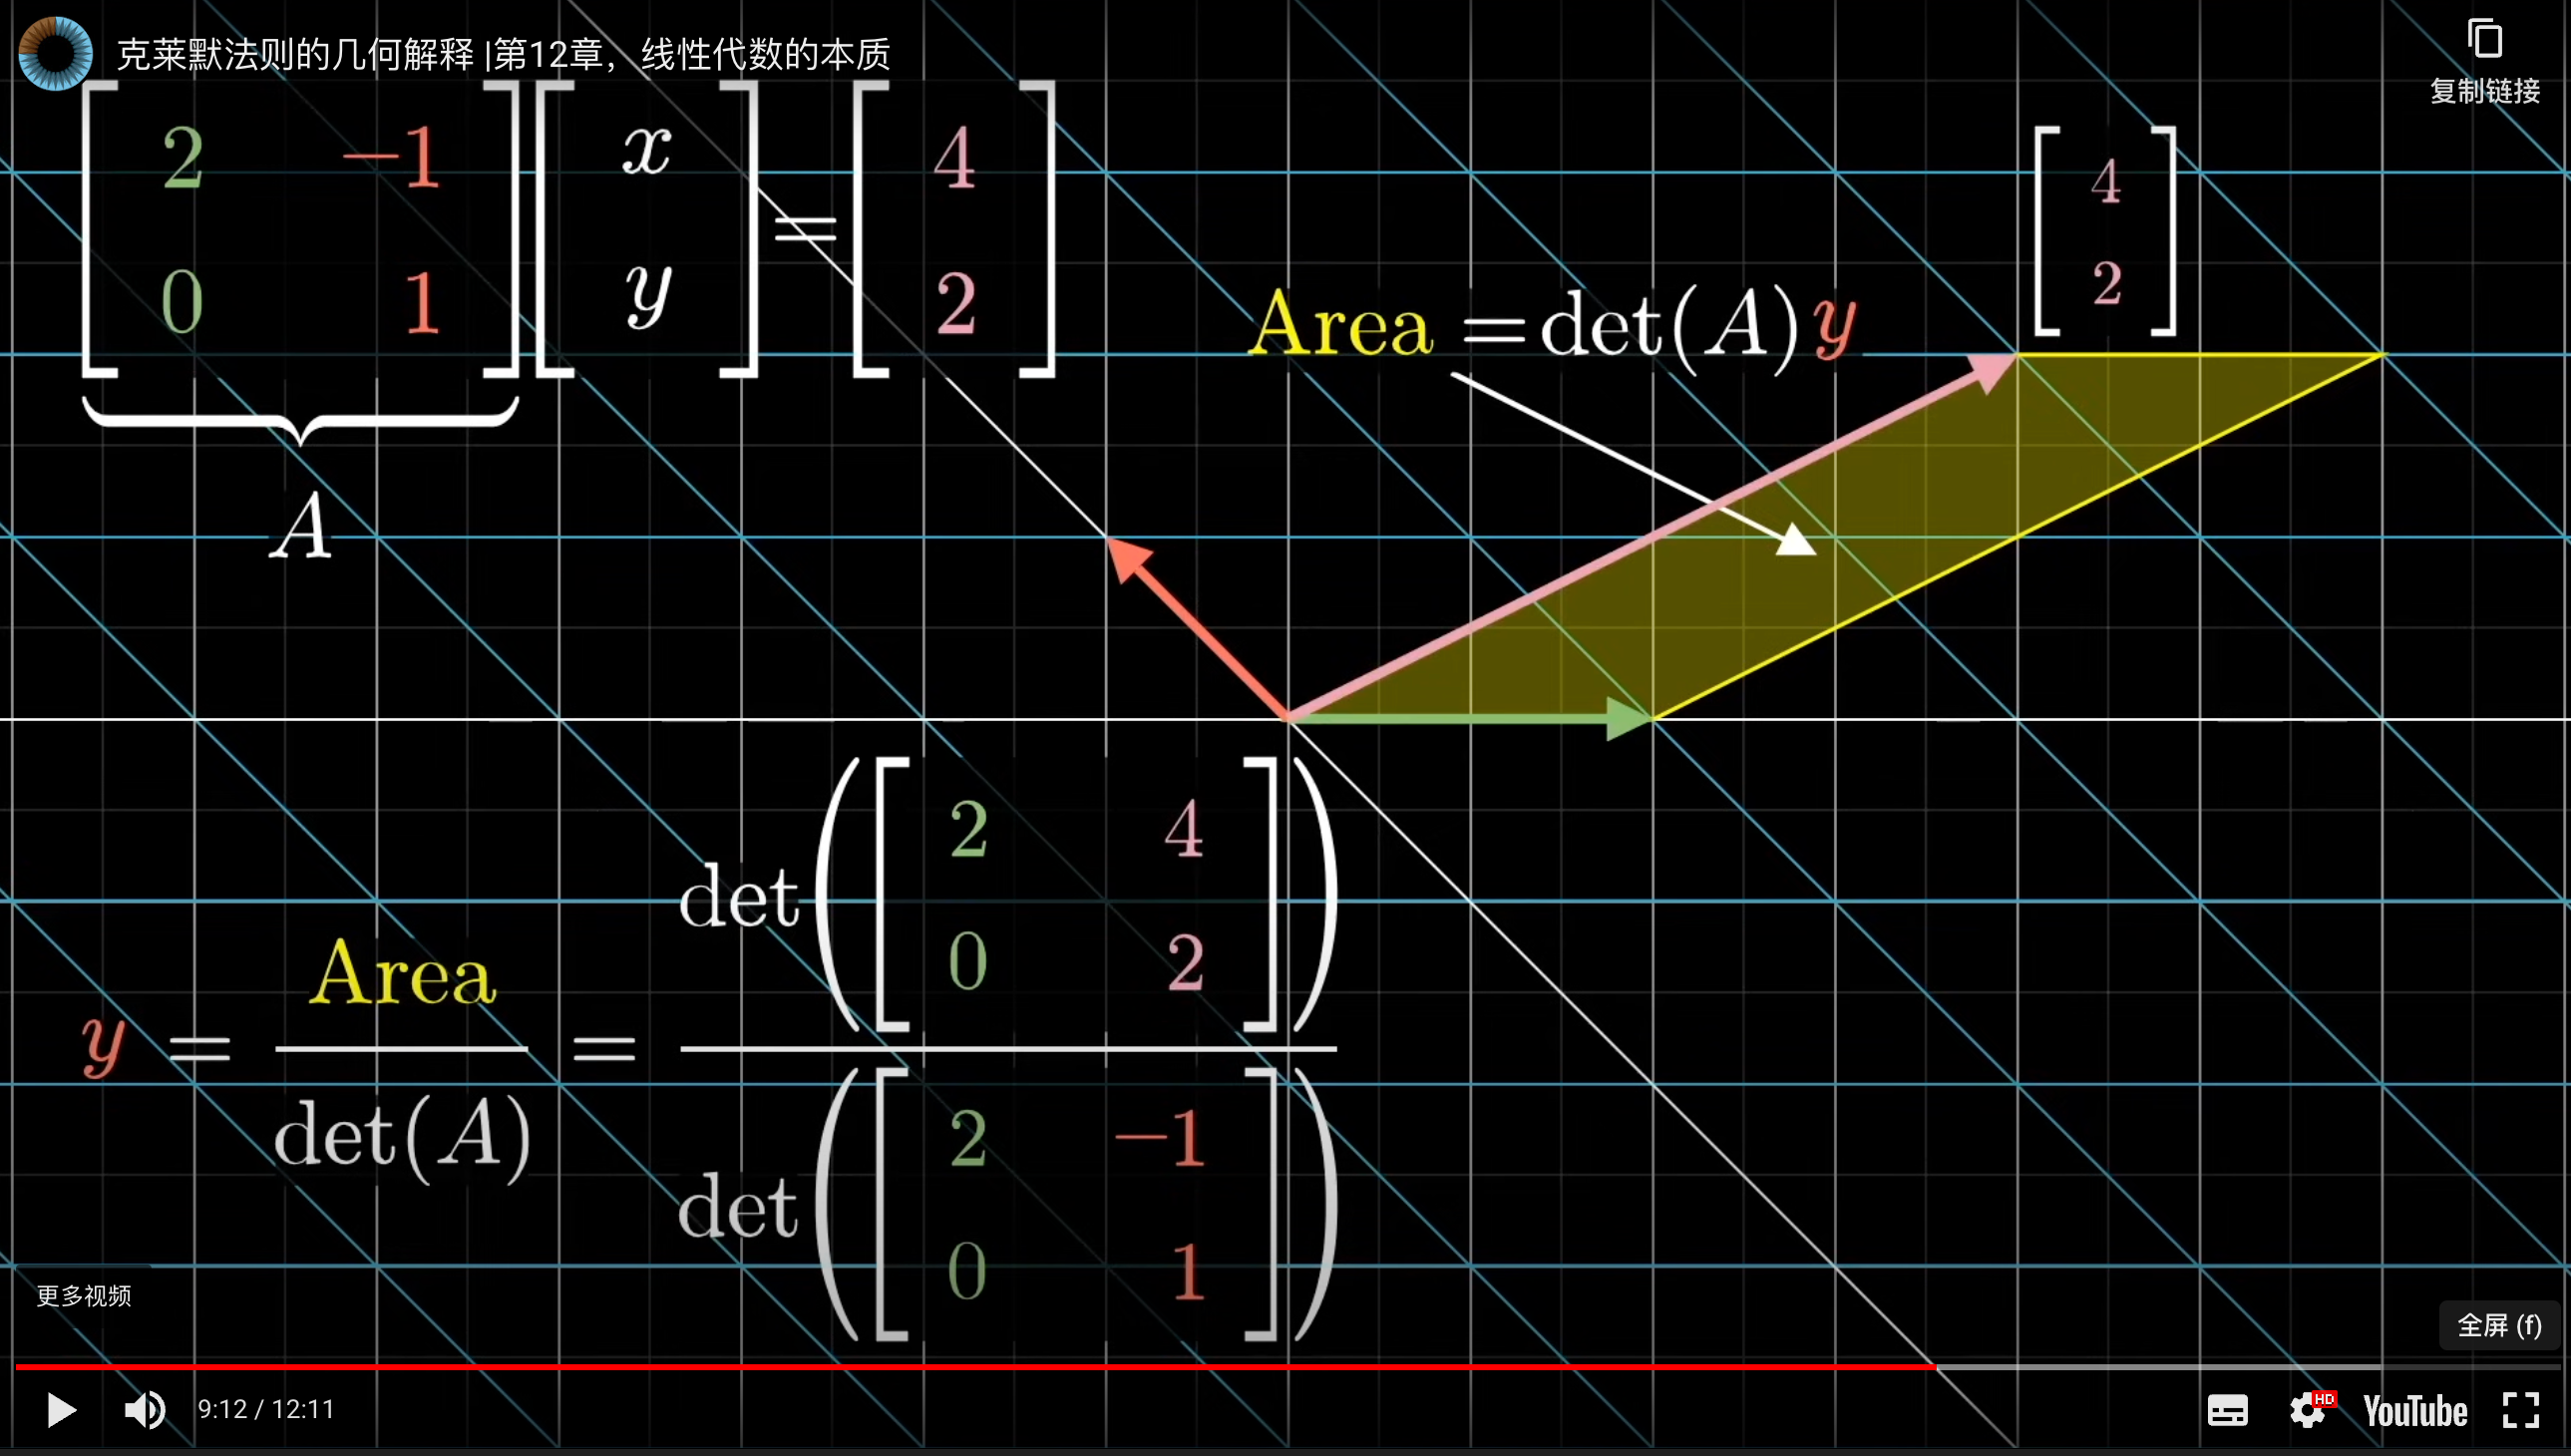 克莱默法则的几何解释 |第12章，线性代数的本质
复制链接
2 −1 x = 4
0 1 y 2
A
4
2
Area = det(A)y
y = Area / det(A) = det([2 4; 0 2]) / det([2 −1; 0 1])
更多视频
全屏 (f)
9:12 / 12:11
HD
YouTube